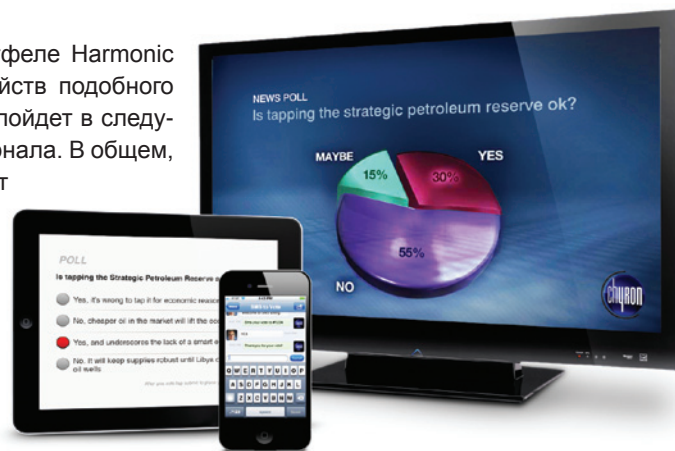 феле Harmonic
йств подобного
пойдет в следу-
рнала. В общем,
т
NEWS POLL
Is tapping the strategic petroleum reserve ok?
MAYBE
YES
15%
30%
55%
NO
chyron
POLL
Is tapping the Strategic Petroleum Reserve
Yes, it's wrong to tap it for economic
No, cheaper oil in the market will lift the
Yes, and underscores the lack of a smart
No. It will keep supplies robust until Libya
oil wells
Q W E R T Y U I O P
A S D F G H J K L
Z X C V B N M